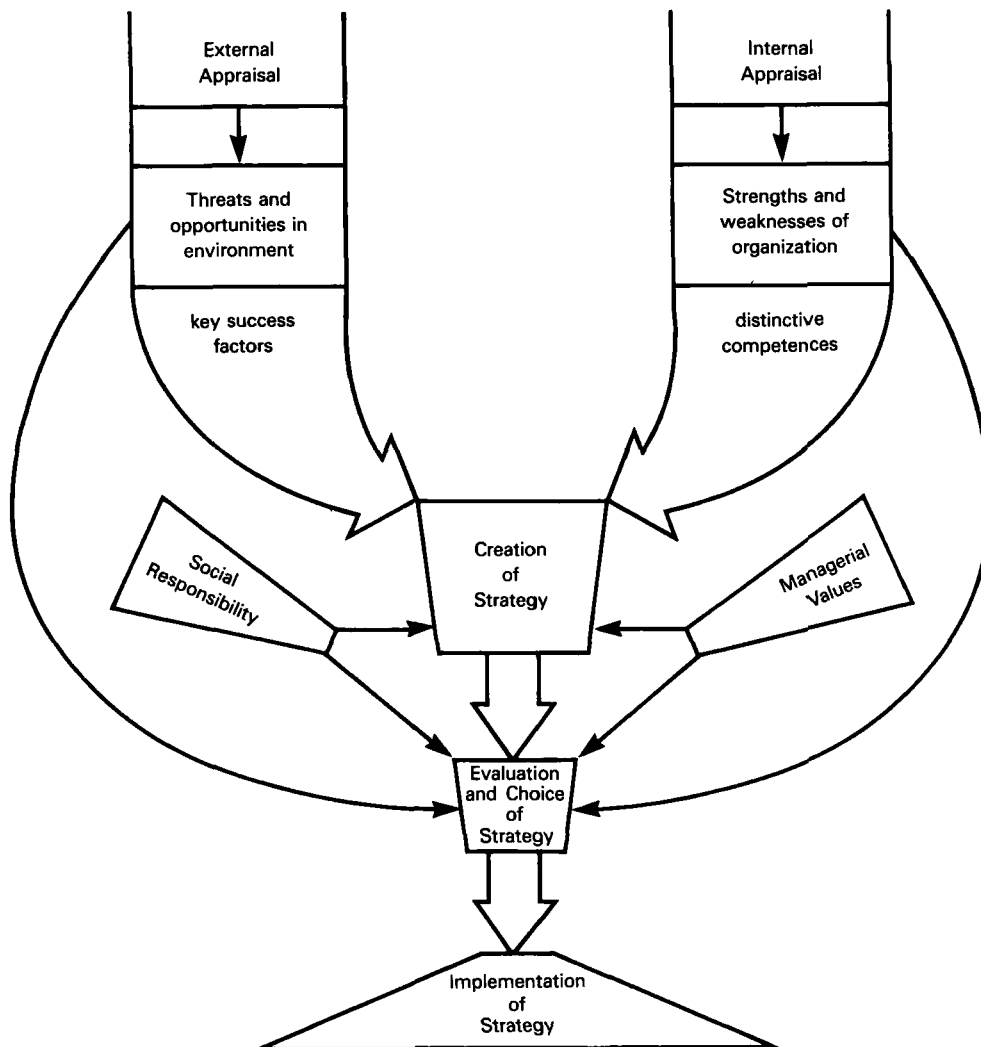 External
Appraisal
Internal
Appraisal
Threats and
opportunities in
environment
Strengths and
weaknesses of
organization
key success
factors
distinctive
competences
Social
Responsibility
Creation
of
Strategy
Managerial
Values
Evaluation
and Choice
of
Strategy
Implementation
of
Strategy